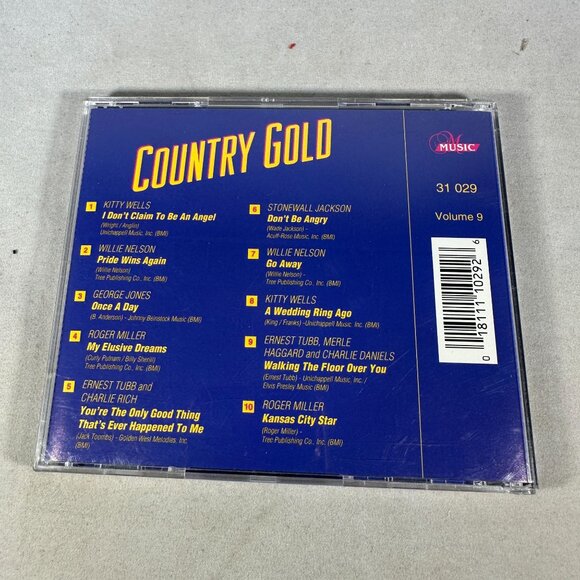 COUNTRY GOLD
1 KITTY WELLS
I Don't Claim To Be An Angel
(Wright / Anglin)
Unichappell Music, Inc. (BMI)
2 WILLIE NELSON
Pride Wins Again
(Willie Nelson)
Tree Publishing Co., Inc. (BMI)
3 GEORGE JONES
Once A Day
(B. Anderson) - Johnny Beinstock Music (BMI)
4 ROGER MILLER
My Elusive Dreams
(Curly Putnam / Billy Sherrill)
Tree Publishing Co., Inc. (BMI)
5 ERNEST TUBB and
CHARLIE RICH
You're The Only Good Thing
That's Ever Happened To Me
(Jack Toombs) - Golden West Melodies, Inc.
(BMI)
6 STONEWALL JACKSON
Don't Be Angry
(Wade Jackson) -
Acuff-Rose Music, Inc. (BMI)
7 WILLIE NELSON
Go Away
(Willie Nelson) -
Tree Publishing Co., Inc. (BMI)
8 KITTY WELLS
A Wedding Ring Ago
(King / Franks) -Unichappell Music, Inc. (BMI)
9 ERNEST TUBB, MERLE
HAGGARD and CHARLIE DANIELS
Walking The Floor Over You
(Ernest Tubb) - Unichappell Music, Inc. /
Elvis Presley Music (BMI)
10 ROGER MILLER
Kansas City Star
(Roger Miller) -
Tree Publishing Co., Inc. (BMI)
MUSIC
31 029
Volume 9
0 18111 10292 6